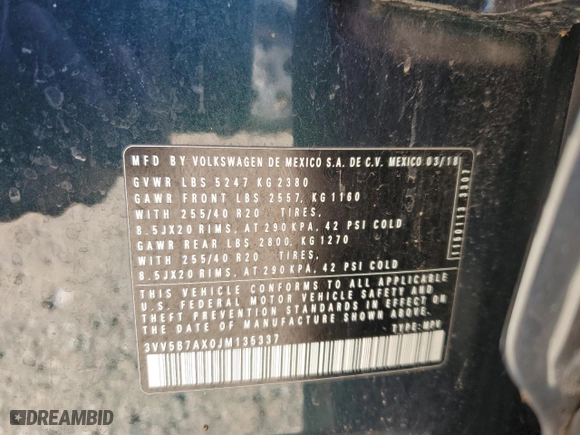 MFD BY VOLKSWAGEN DE MEXICO S.A. DE C.V. MEXICO 03/18
GVWR LBS 5247 KG 2380
GAWR FRONT LBS 2557, KG 1160
WITH 255/40 R20 TIRES,
8.5JX20 RIMS, AT 290 KPA, 42 PSI COLD
GAWR REAR LBS 2800, KG 1270
WITH 255/40 R20 TIRES,
8.5JX20 RIMS, AT 290 KPA, 42 PSI COLD
THIS VEHICLE CONFORMS TO ALL APPLICABLE
U.S. FEDERAL MOTOR VEHICLE SAFETY AND
THEFT PREVENTION STANDARDS IN EFFECT ON
DATE OF MANUFACTURE SHOWN ABOVE.
3VV5B7AX0JM135337 TYPE:MPV
DREAMBID